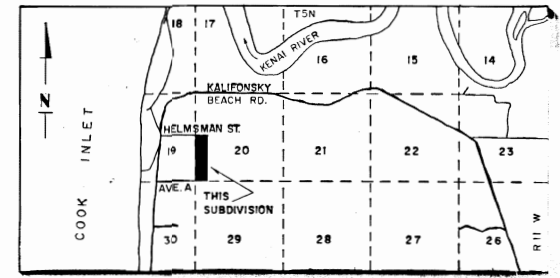 T5N
18 17
16 15 14
KENAI RIVER
N
KALIFONSKY
BEACH RD.
HELMSMAN ST.
19 20 21 22 23
COOK INLET
AVE. A
THIS
SUBDIVISION
30 29 28 27 26
R11W